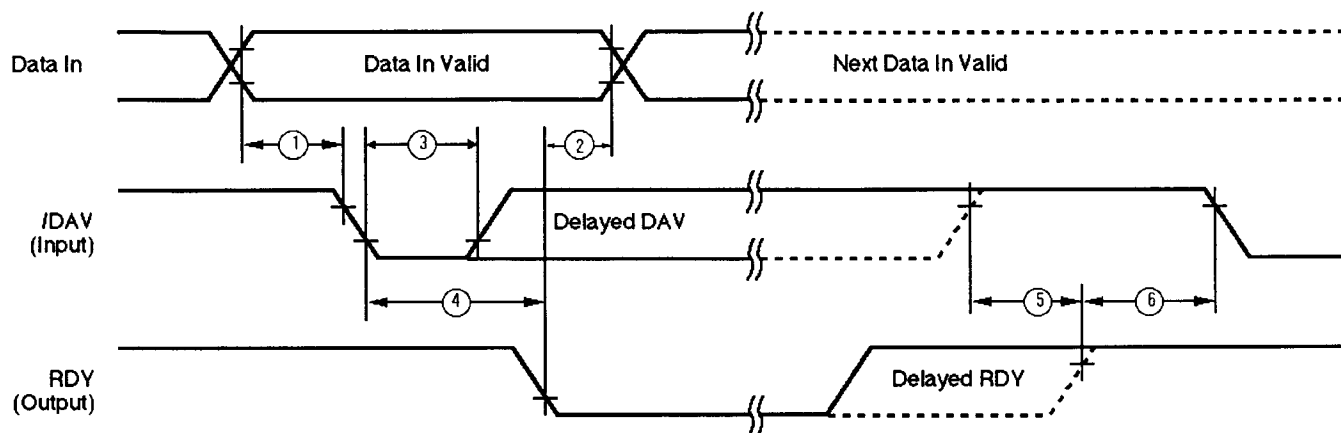 Data In
Data In Valid
Next Data In Valid
1
3
2
/DAV
(Input)
Delayed DAV
4
5
6
RDY
(Output)
Delayed RDY